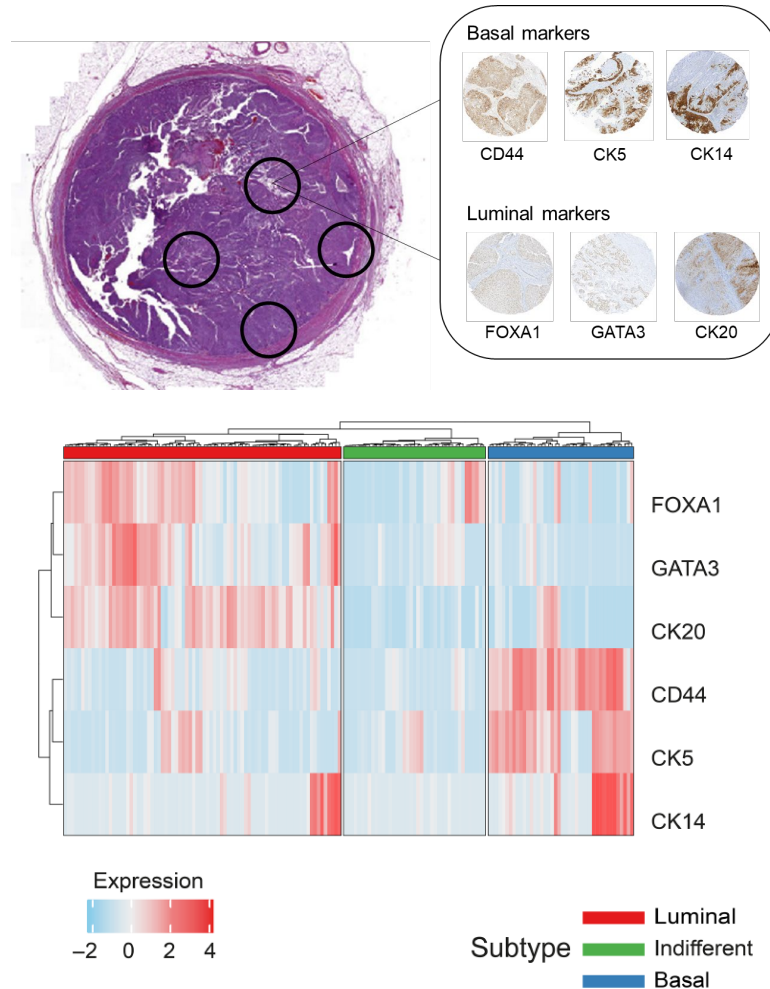 Basal markers
CD44 CK5 CK14
Luminal markers
FOXA1 GATA3 CK20
FOXA1
GATA3
CK20
CD44
CK5
CK14
Expression
–2 0 2 4
Subtype
Luminal
Indifferent
Basal